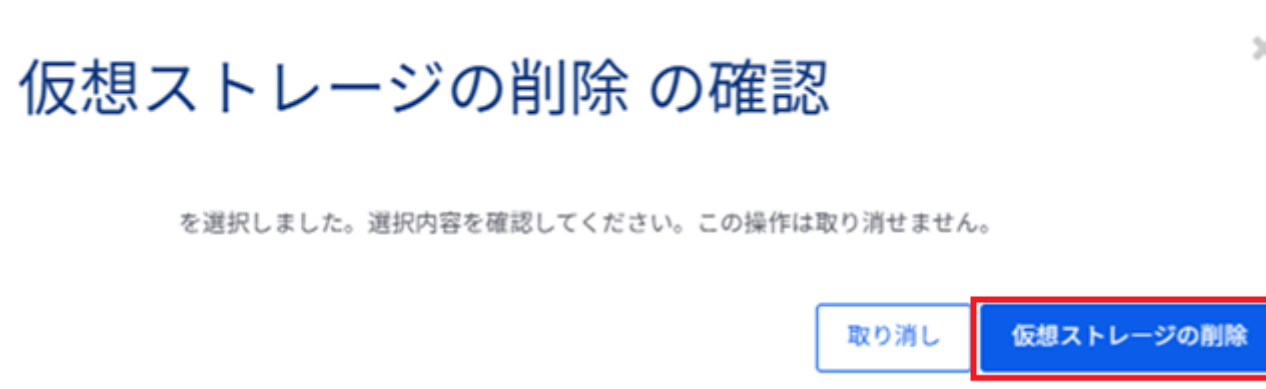 仮想ストレージの削除 の確認
を選択しました。選択内容を確認してください。この操作は取り消せません。
取り消し
仮想ストレージの削除